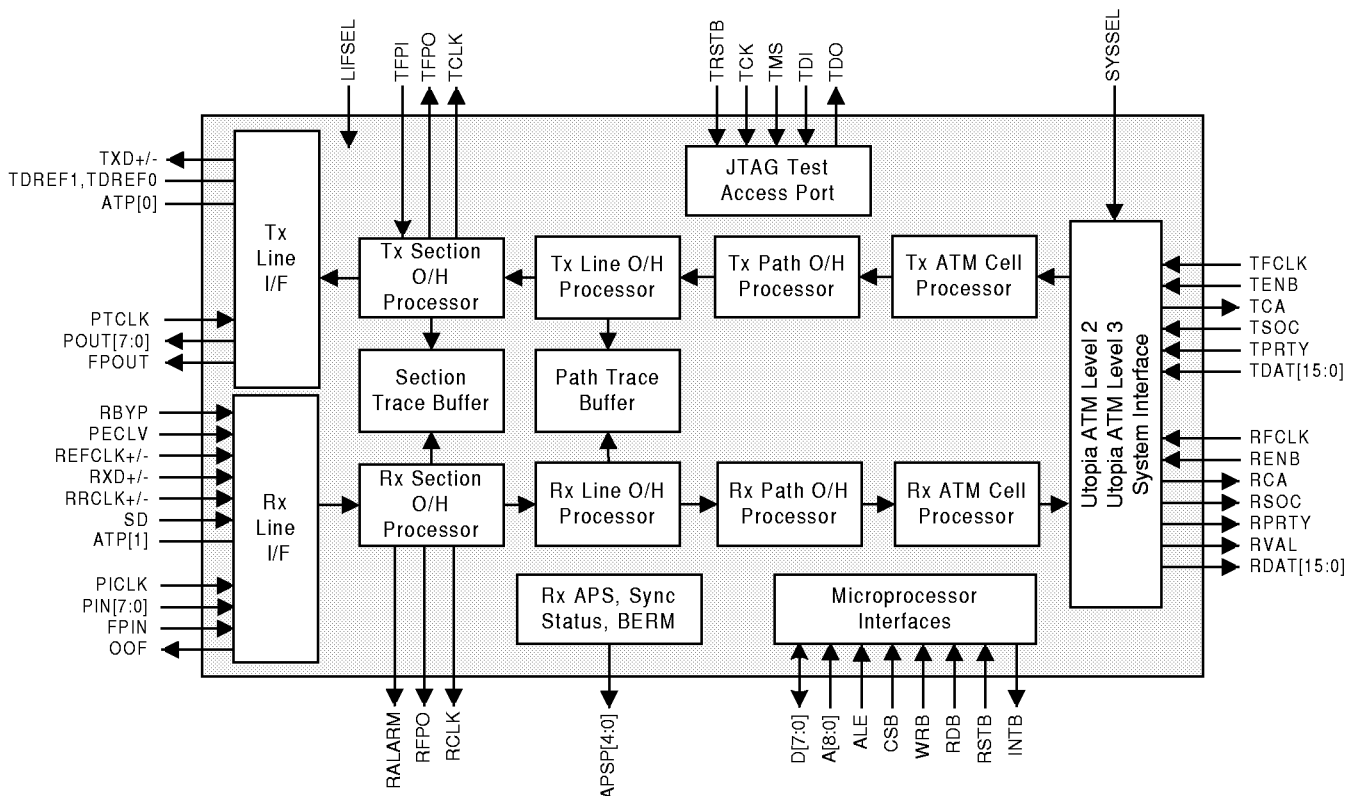 LIFSEL
TFPI
TFPO
TCLK
TRSTB
TCK
TMS
TDI
TDO
SYSSEL
TXD+/-
TDREF1,TDREF0
ATP[0]
PTCLK
POUT[7:0]
FPOUT
Tx
Line
I/F
JTAG Test
Access Port
Tx Section
O/H
Processor
Tx Line O/H
Processor
Tx Path O/H
Processor
Tx ATM Cell
Processor
Section
Trace Buffer
Path Trace
Buffer
Utopia ATM Level 2
Utopia ATM Level 3
System Interface
TFCLK
TENB
TCA
TSOC
TPRTY
TDAT[15:0]
RFCLK
RENB
RCA
RSOC
RPRTY
RVAL
RDAT[15:0]
RBYP
PECLV
REFCLK+/-
RXD+/-
RRCLK+/-
SD
ATP[1]
PICLK
PIN[7:0]
FPIN
OOF
Rx
Line
I/F
Rx Section
O/H
Processor
Rx Line O/H
Processor
Rx Path O/H
Processor
Rx ATM Cell
Processor
Rx APS, Sync
Status, BERM
Microprocessor
Interfaces
RALARM
RFPO
RCLK
APSP[4:0]
D[7:0]
A[8:0]
ALE
CSB
WRB
RDB
RSTB
INTB